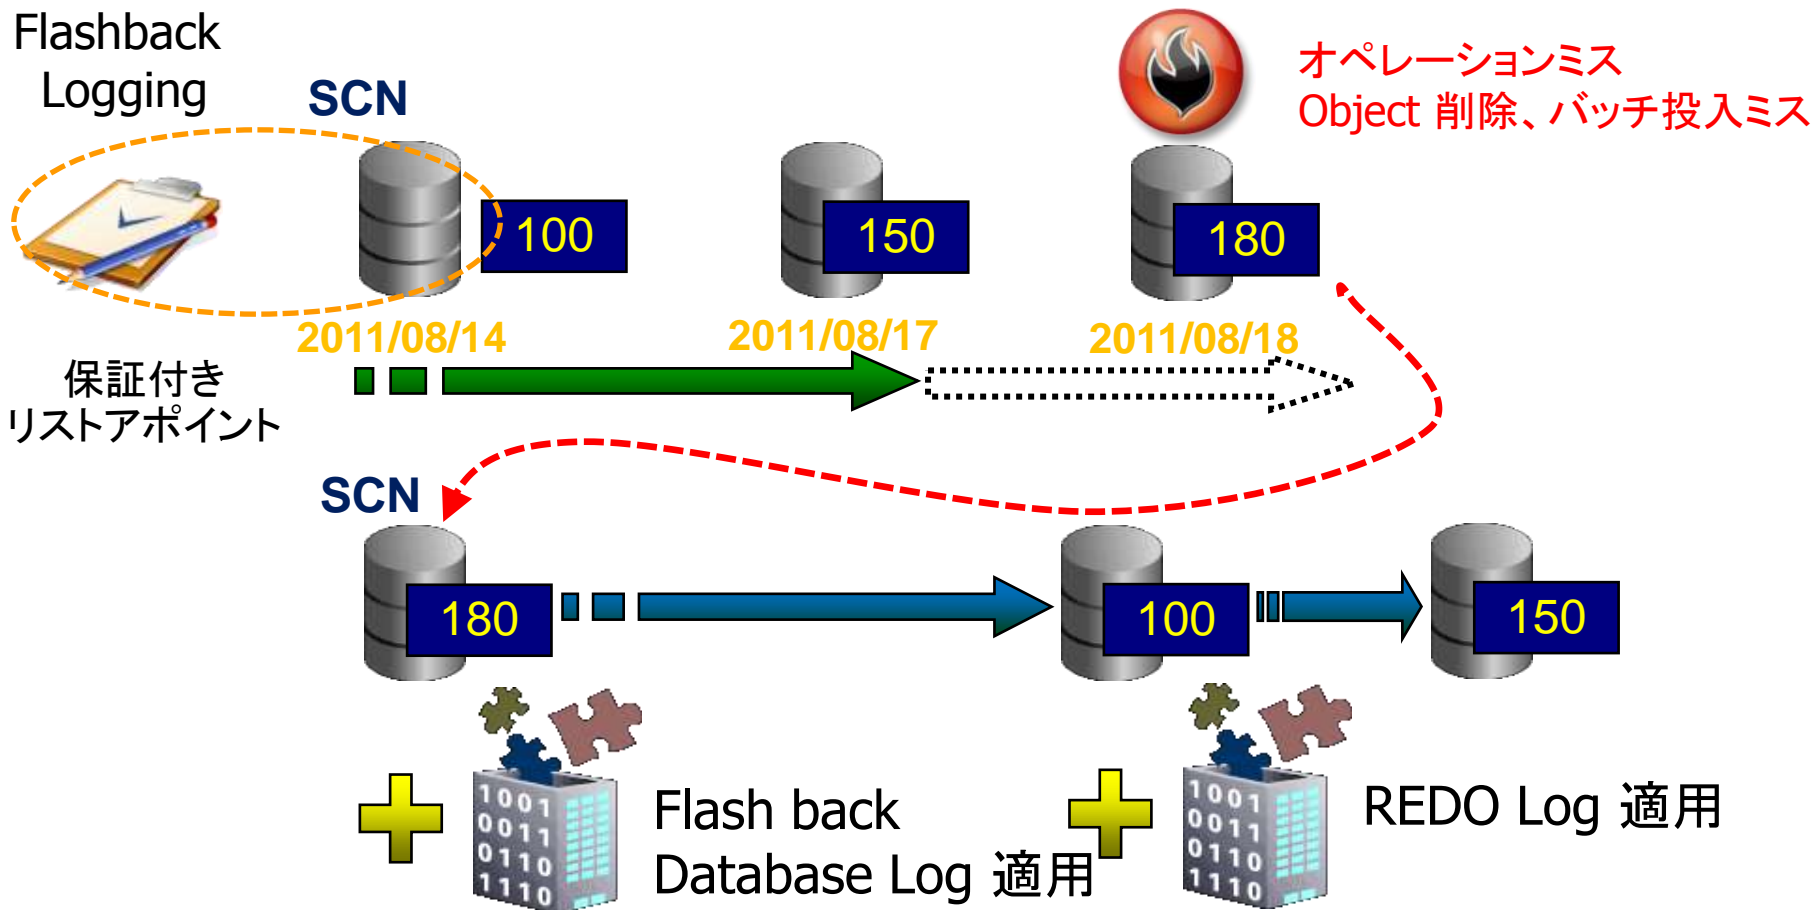 Flashback
Logging
SCN
オペレーションミス
Object 削除、バッチ投入ミス
100
150
180
2011/08/14
2011/08/17
2011/08/18
保証付き
リストアポイント
SCN
180
100
150
1001
0011
0110
1110
Flash back
Database Log 適用
1001
0011
0110
1110
REDO Log 適用